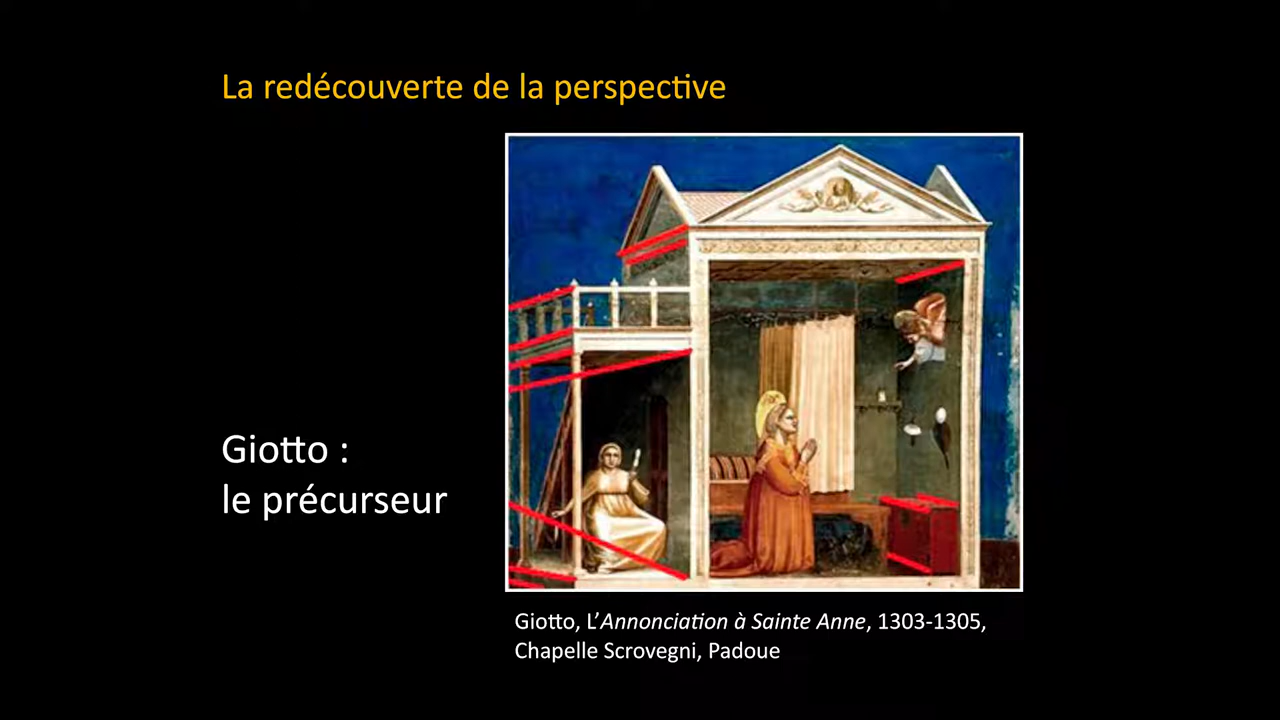 La redécouverte de la perspective
Giotto :
le précurseur
Giotto, L’Annonciation à Sainte Anne, 1303-1305,
Chapelle Scrovegni, Padoue